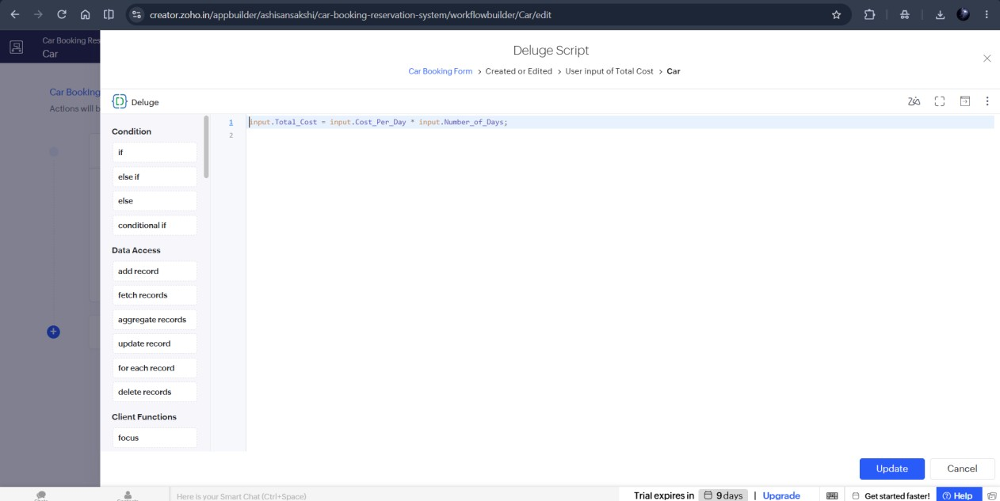 creator.zoho.in/appbuilder/ashisansakshi/car-booking-reservation-system/workflowbuilder/Car/edit
Car Booking Res
Car
Deluge Script
Car Booking Form > Created or Edited > User input of Total Cost > Car
Car Booking
Actions will b
Deluge
Condition
if
else if
else
conditional if
Data Access
add record
fetch records
aggregate records
update record
for each record
delete records
Client Functions
focus
1 input.Total_Cost = input.Cost_Per_Day * input.Number_of_Days;
2
Update Cancel
Here is your Smart Chat (Ctrl+Space)
Trial expires in 9 days | Upgrade Get started faster! Help